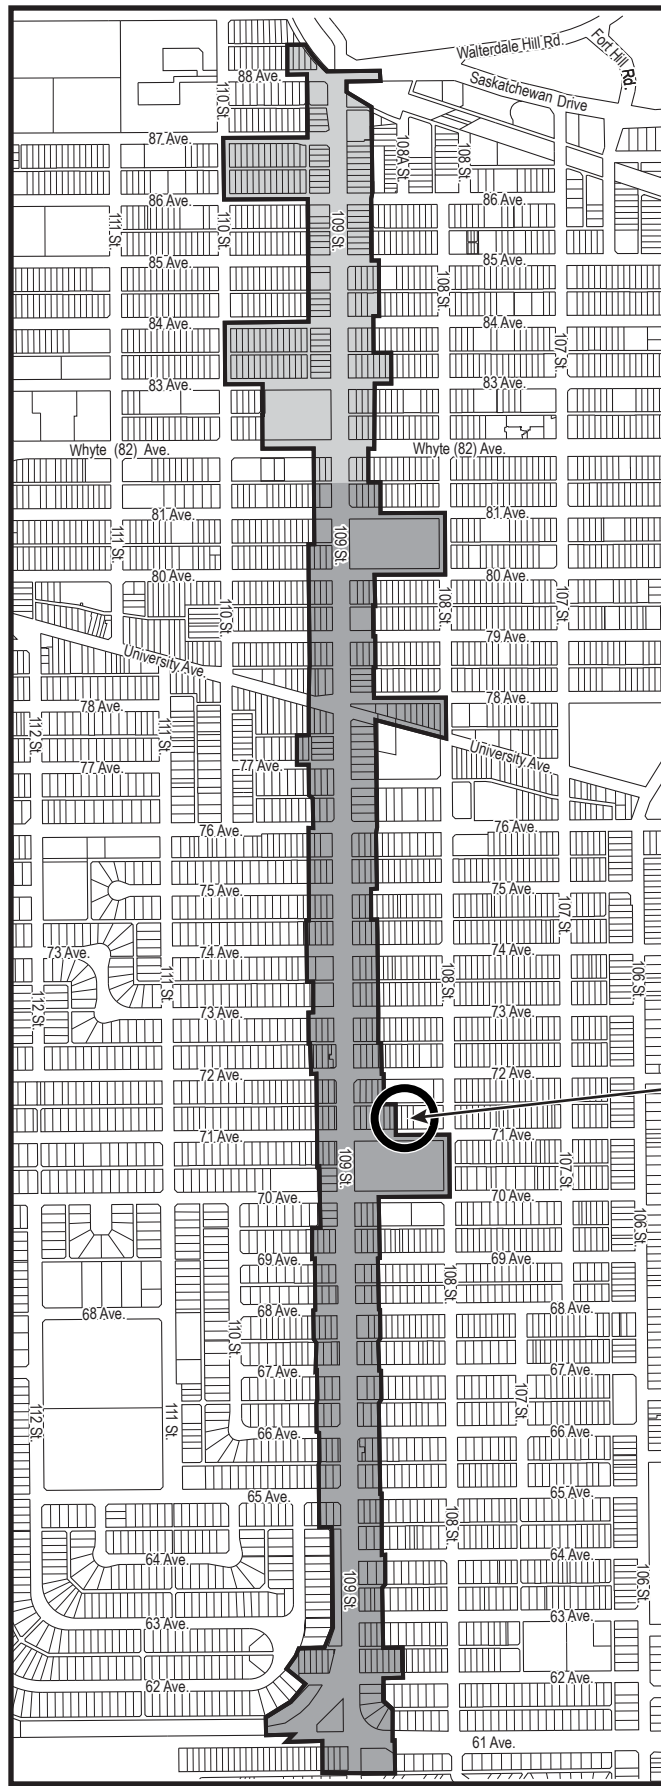 Walterdale Hill Rd.
Fort Hill Rd.
Saskatchewan Drive
88 Ave.
110 St.
87 Ave.
108A St.
108 St.
86 Ave.
86 Ave.
111 St.
110 St.
109 St.
85 Ave.
85 Ave.
108 St.
84 Ave.
84 Ave.
107 St.
83 Ave.
83 Ave.
Whyte (82) Ave.
Whyte (82) Ave.
81 Ave.
81 Ave.
111 St.
109 St.
80 Ave.
80 Ave.
110 St.
108 St.
107 St.
79 Ave.
University Ave.
78 Ave.
78 Ave.
112 St.
111 St.
University Ave.
77 Ave.
77 Ave.
76 Ave.
76 Ave.
75 Ave.
75 Ave.
107 St.
73 Ave.
74 Ave.
74 Ave.
112 St.
111 St.
108 St.
106 St.
73 Ave.
73 Ave.
72 Ave.
72 Ave.
71 Ave.
71 Ave.
109 St.
107 St.
70 Ave.
70 Ave.
106 St.
69 Ave.
69 Ave.
108 St.
68 Ave.
68 Ave.
68 Ave.
110 St.
67 Ave.
67 Ave.
112 St.
111 St.
107 St.
66 Ave.
66 Ave.
65 Ave.
65 Ave.
108 St.
64 Ave.
64 Ave.
109 St.
106 St.
63 Ave.
63 Ave.
62 Ave.
62 Ave.
61 Ave.